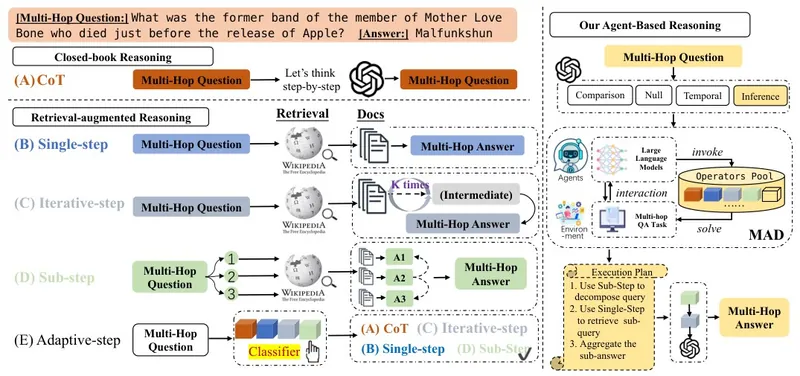 [Multi-Hop Question:] What was the former band of the member of Mother Love
Bone who died just before the release of Apple? [Answer:] Malfunkshun
Closed-book Reasoning
(A) CoT
Multi-Hop Question
Let's think
step-by-step
Multi-Hop Question
Retrieval-augmented Reasoning
Retrieval
Docs
(B) Single-step
Multi-Hop Question
WIKIPEDIA
The Free Encyclopedia
Multi-Hop Answer
(C) Iterative-step
Multi-Hop Question
WIKIPEDIA
The Free Encyclopedia
K times
(Intermediate)
Multi-Hop Answer
(D) Sub-step
Multi-Hop
Question
1
2
3
WIKIPEDIA
The Free Encyclopedia
A1
A2
A3
Multi-Hop
Answer
(E) Adaptive-step
Multi-Hop
Question
Classifier
(A) CoT (C) Iterative-step
(B) Single-step (D) Sub-Step
Our Agent-Based Reasoning
Multi-Hop Question
Comparison
Null
Temporal
Inference
Agents
Large
Language
Models
invoke
Operators Pool
......
interaction
Environ
-ment
Multi-hop
QA Task
solve
MAD
Execution Plan
1. Use Sub-Step to
decompose query
2. Use Single-Step
to retrieve sub-
query
3. Aggregate the
sub-answer
Multi-Hop
Answer